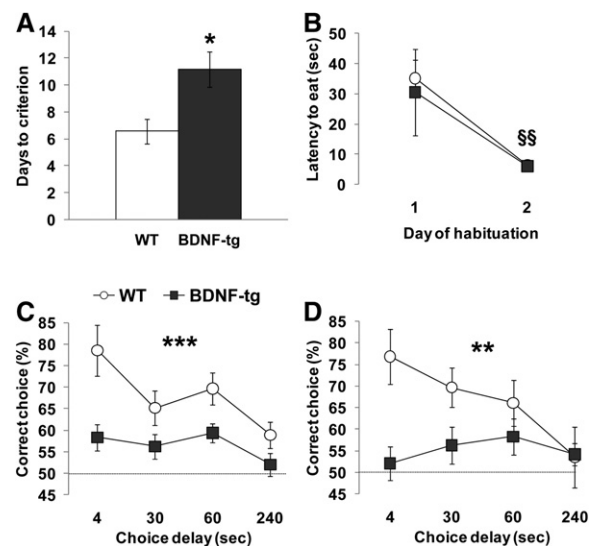 A
Days to criterion
14
12
10
8
6
4
2
0
*
WT BDNF-tg
B
Latency to eat (sec)
50
40
30
20
10
0
§§
1 2
Day of habituation
C
WT BDNF-tg
Correct choice (%)
85
80
75
70
65
60
55
50
45
***
4 30 60 240
Choice delay (sec)
D
Correct choice (%)
85
80
75
70
65
60
55
50
45
**
4 30 60 240
Choice delay (sec)